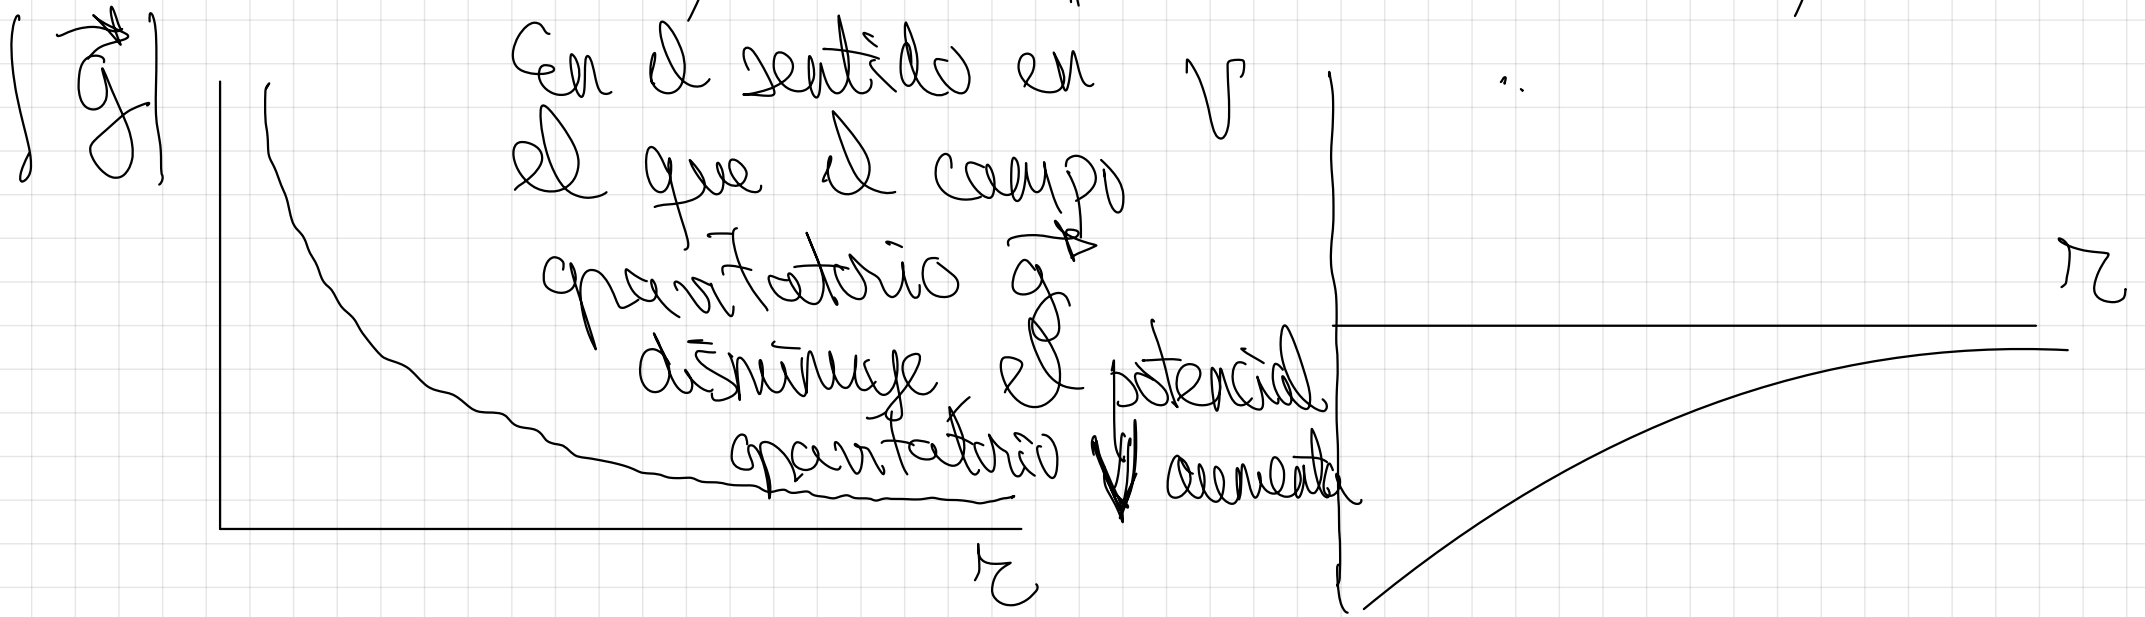 |g⃗|
En el sentido en
el que el campo
gravitatorio g⃗
disminuye el potencial
gravitatorio V aumenta
r
V
r